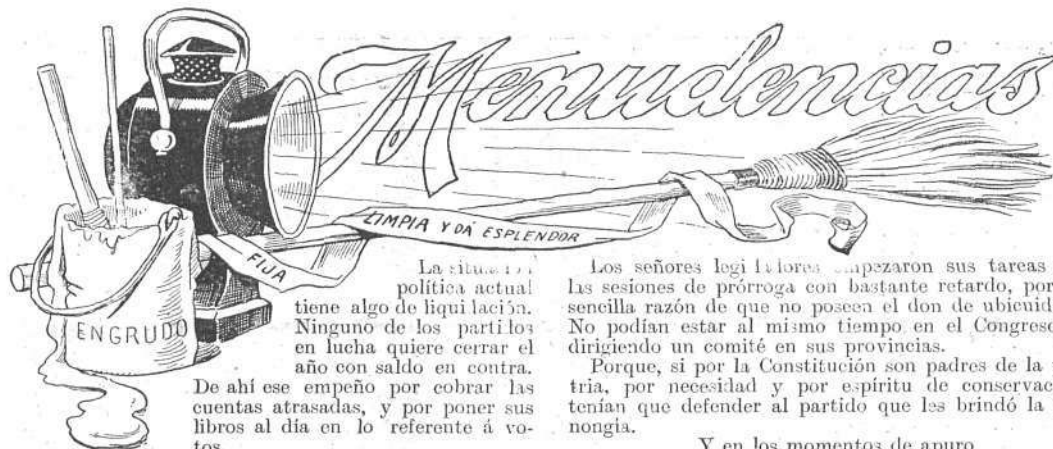 Menudencias
FIJA
LIMPIA Y DÁ ESPLENDOR
ENGRUDO
La
política actual
tiene algo de liquilación.
Ninguno de los partidos
en lucha quiere cerrar el
año con saldo en contra.
De ahí ese empeño por cobrar las
cuentas atrasadas, y por poner sus
libros al día en lo referente á vo-
tos.
Los señores empezaron sus tareas
las sesiones de prórroga con bastante retardo, por
sencilla razón de que no poseen el don de ubicuid
No podían estar al mismo tiempo en el Congreso
dirigiendo un comité en sus provincias.
Porque, si por la Constitución son padres de la
tria, por necesidad y por espíritu de conservac
tenían que defender al partido que les brindó la
nongia.
Y en los momentos de apuro